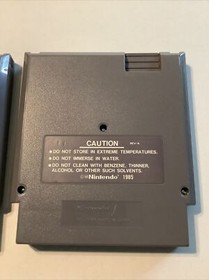 CAUTION
REV-A
•DO NOT STORE IN EXTREME TEMPERATURES.
•DO NOT IMMERSE IN WATER.
•DO NOT CLEAN WITH BENZENE, THINNER,
ALCOHOL OR OTHER SUCH SOLVENTS.
©Nintendo 1985